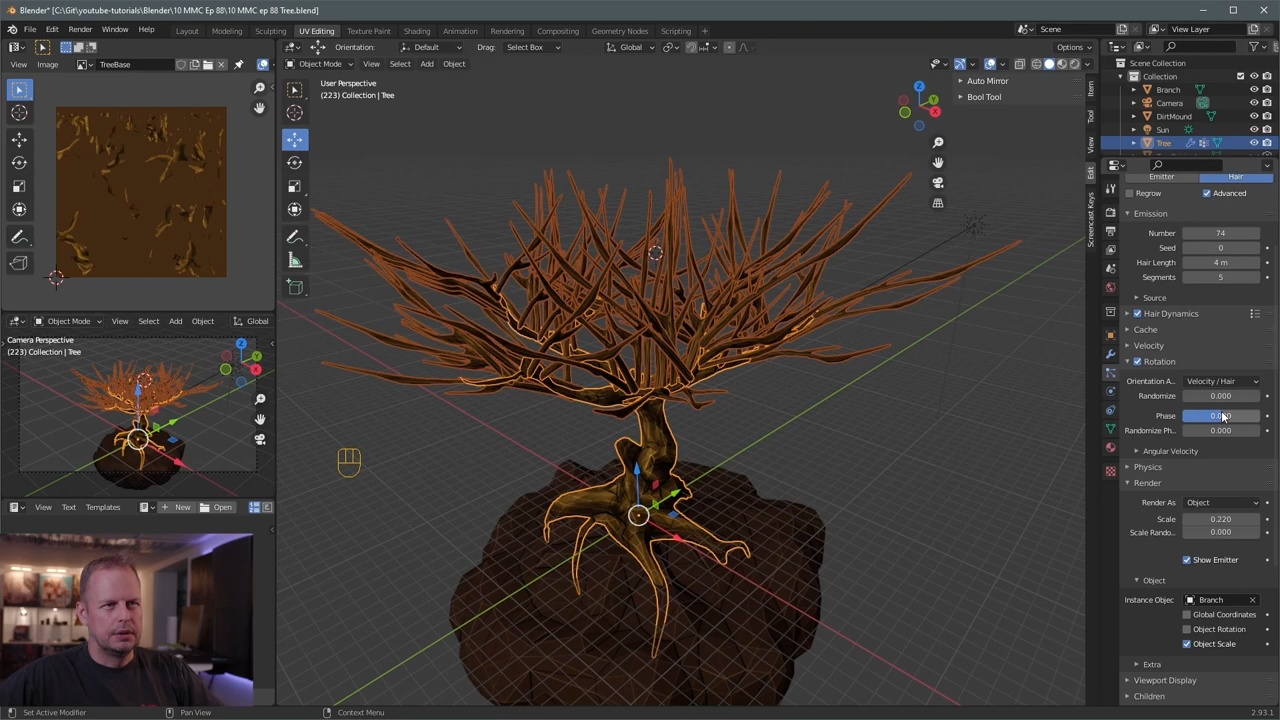 Blender* [C:\Git\youtube-tutorials\Blender\10 MMC Ep 88\10 MMC ep 88 Tree.blend]
File Edit Render Window Help Layout Modeling Sculpting UV Editing Texture Paint Shading Animation Rendering Compositing Geometry Nodes Scripting + Scene View Layer
Orientation: Default Drag: Select Box Global Options
View Image TreeBase
Object Mode View Select Add Object
User Perspective
(223) Collection | Tree
Auto Mirror
Bool Tool
Item
Tool
View
Edit
Screencast Keys
Scene Collection
Collection
Branch
Camera
DirtMound
Sun
Tree
Emitter Hair
Regrow Advanced
Emission
Number 74
Seed 0
Hair Length 4 m
Segments 5
Source
Hair Dynamics
Cache
Velocity
Rotation
Orientation A... Velocity / Hair
Randomize 0.000
Phase
Randomize Ph... 0.000
Angular Velocity
Physics
Render
Render As Object
Scale 0.220
Scale Rando... 0.000
Show Emitter
Object
Instance Objec Branch
Global Coordinates
Object Rotation
Object Scale
Extra
Viewport Display
Children
Object Mode View Select Add Object Global
Camera Perspective
(223) Collection | Tree
View Text Templates + New Open
Set Active Modifier Pan View Context Menu 2.93.1